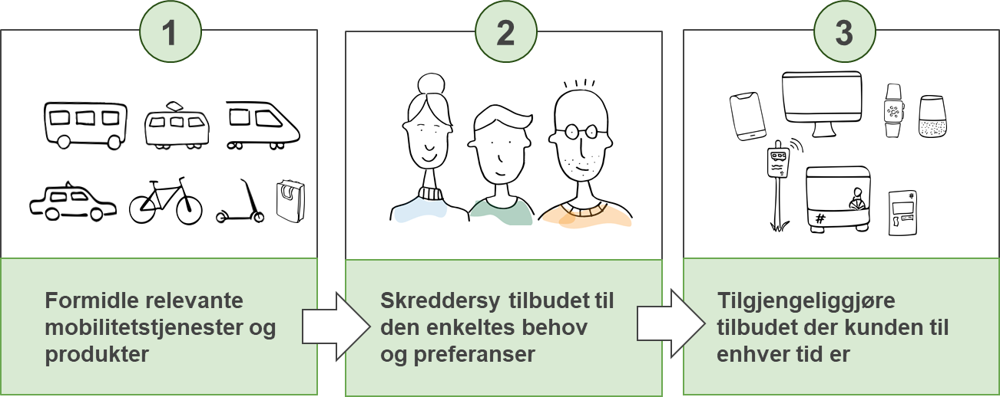 1
Formidle relevante
mobilitetstjenester og
produkter
2
Skreddersy tilbudet til
den enkeltes behov
og preferanser
3
#
#
Tilgjengeliggjøre
tilbudet der kunden til
enhver tid er